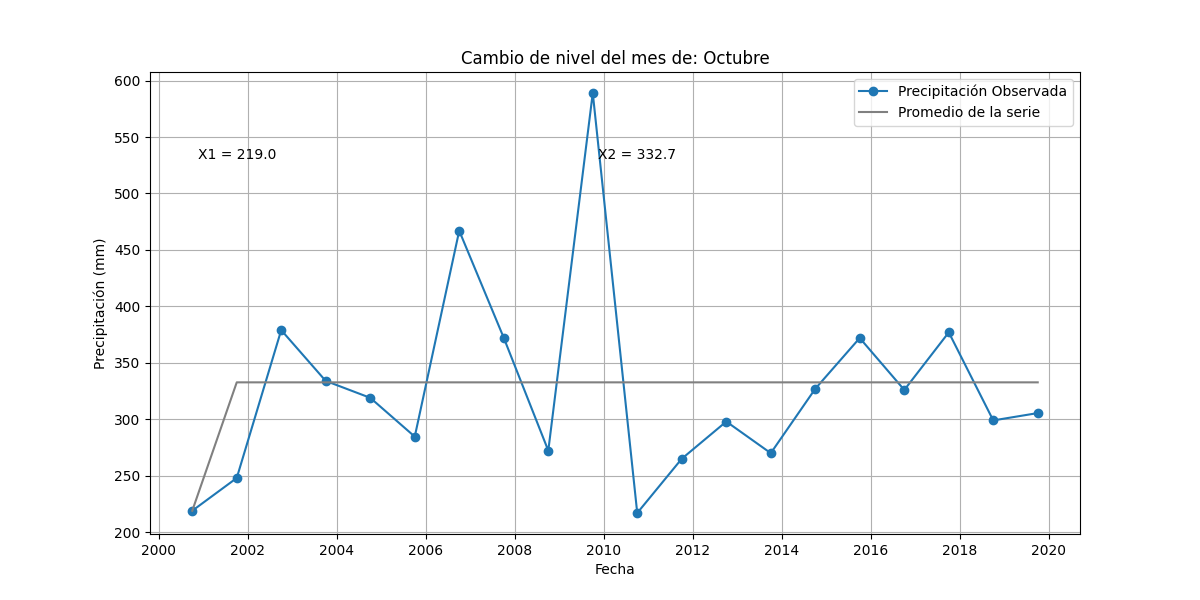 Cambio de nivel del mes de: Octubre
Precipitación Observada
Promedio de la serie
X1 = 219.0
X2 = 332.7
Precipitación (mm)
600
550
500
450
400
350
300
250
200
2000 2002 2004 2006 2008 2010 2012 2014 2016 2018 2020
Fecha